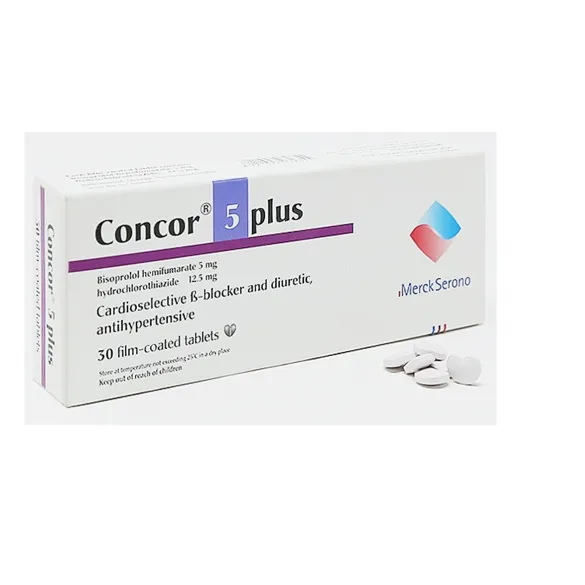 Concor® 5 plus
Bisoprolol hemifumarate 5 mg
hydrochlorothiazide 12.5 mg
Cardioselective ß-blocker and diuretic,
antihypertensive
30 film-coated tablets
Store at temperature not exceeding 25°C in a dry place
Keep out of reach of children
Merck Serono
Concor® 5 plus
30 film-coated tablets